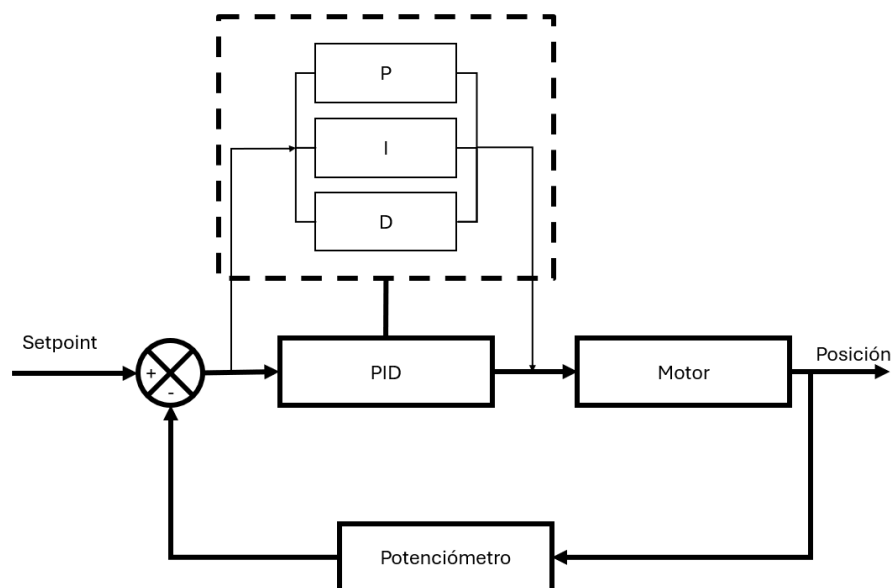 P
I
D
Setpoint
+
-
PID
Motor
Posición
Potenciómetro